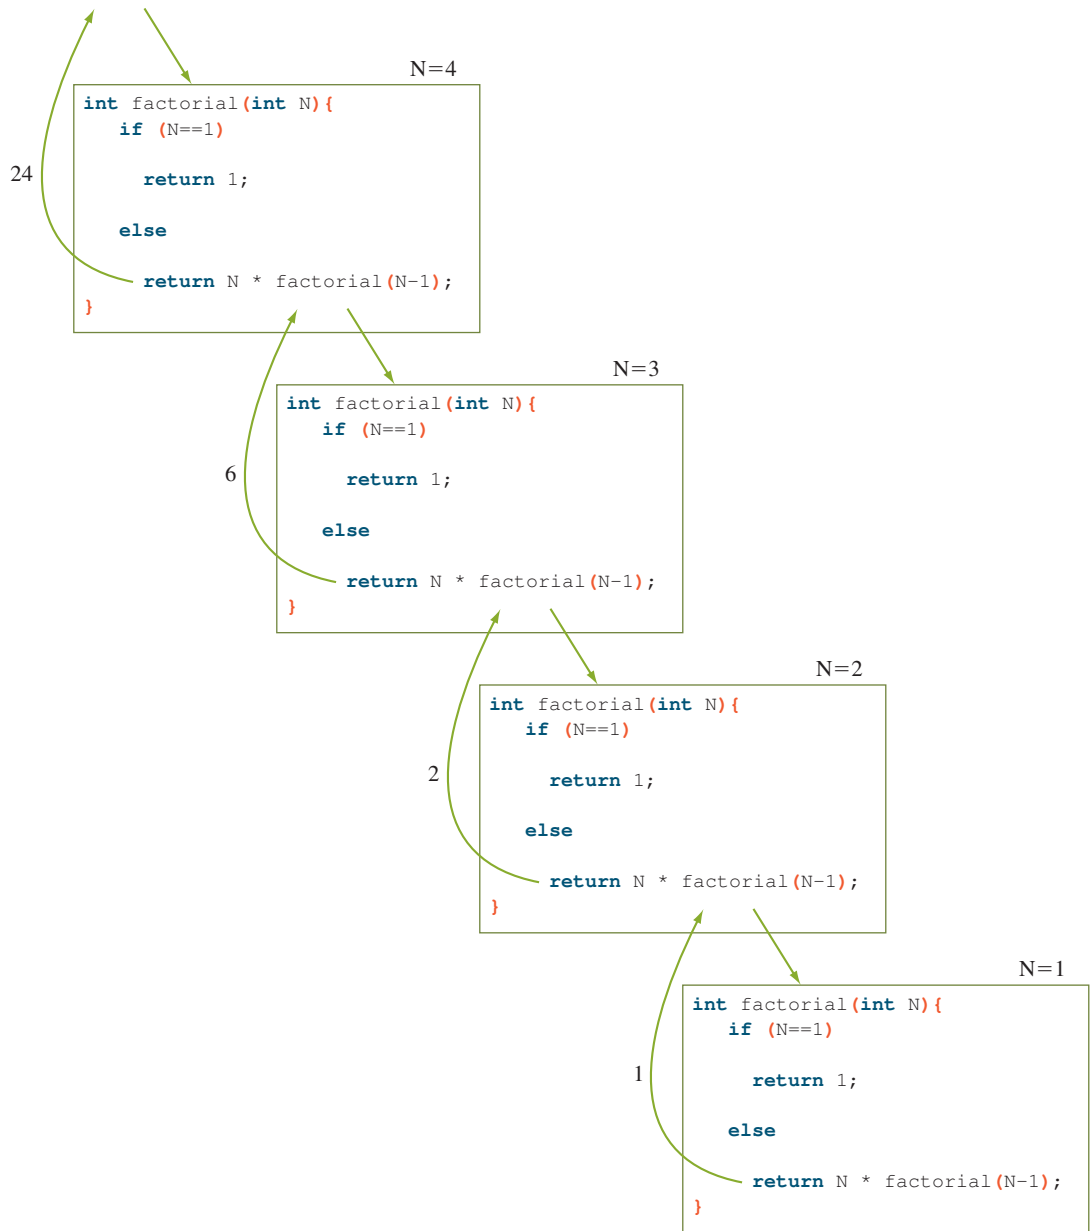 N=4
int factorial(int N){
if (N==1)
return 1;
else
return N * factorial(N-1);
}
24
N=3
int factorial(int N){
if (N==1)
return 1;
else
return N * factorial(N-1);
}
6
N=2
int factorial(int N){
if (N==1)
return 1;
else
return N * factorial(N-1);
}
2
N=1
int factorial(int N){
if (N==1)
return 1;
else
return N * factorial(N-1);
}
1